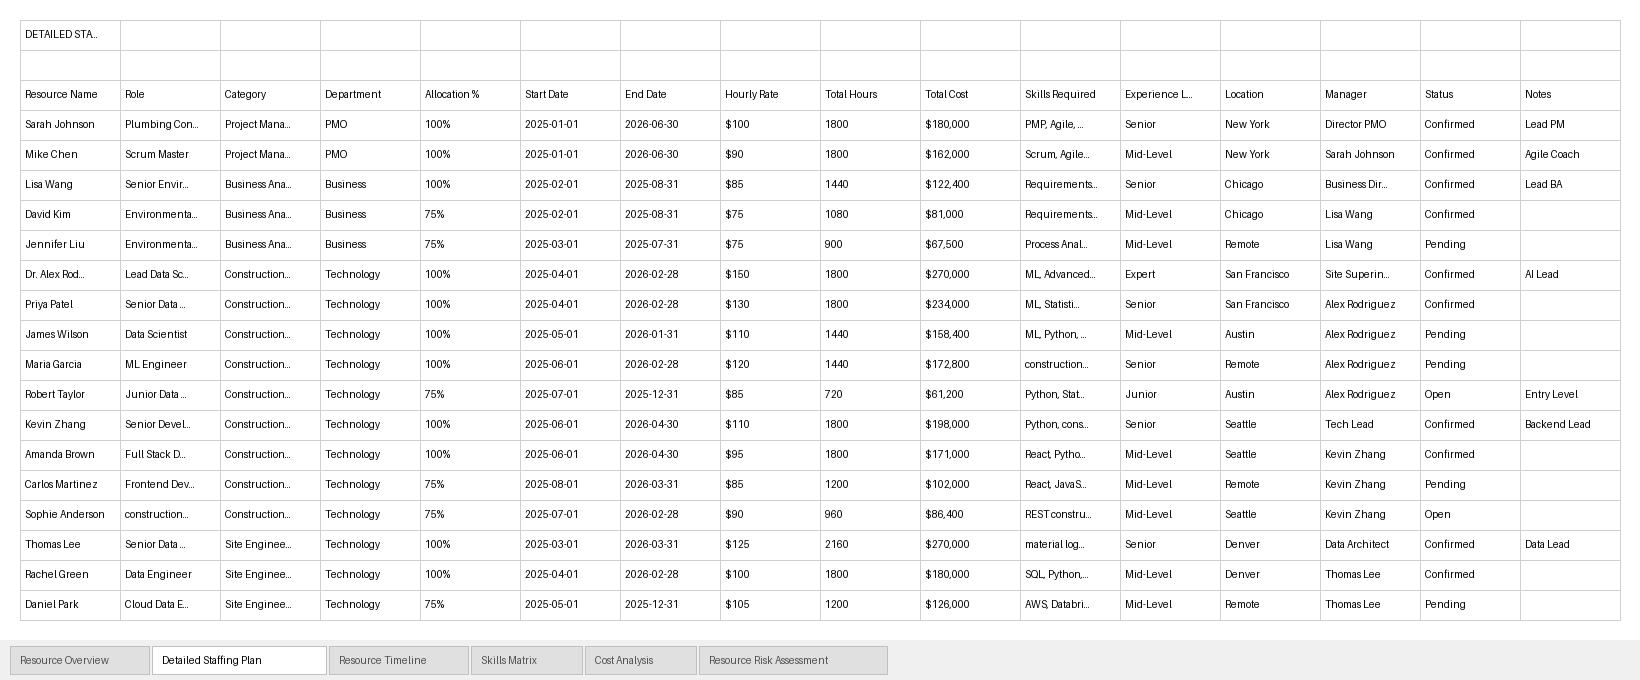 DETAILED STA...
Resource Name Role Category Department Allocation % Start Date End Date Hourly Rate Total Hours Total Cost Skills Required Experience L... Location Manager Status Notes
Sarah Johnson Plumbing Con... Project Mana... PMO 100% 2025-01-01 2026-06-30 $100 1800 $180,000 PMP, Agile, ... Senior New York Director PMO Confirmed Lead PM
Mike Chen Scrum Master Project Mana... PMO 100% 2025-01-01 2026-06-30 $90 1800 $162,000 Scrum, Agile... Mid-Level New York Sarah Johnson Confirmed Agile Coach
Lisa Wang Senior Envir... Business Ana... Business 100% 2025-02-01 2025-08-31 $85 1440 $122,400 Requirements... Senior Chicago Business Dir... Confirmed Lead BA
David Kim Environmenta... Business Ana... Business 75% 2025-02-01 2025-08-31 $75 1080 $81,000 Requirements... Mid-Level Chicago Lisa Wang Confirmed
Jennifer Liu Environmenta... Business Ana... Business 75% 2025-03-01 2025-07-31 $75 900 $67,500 Process Anal... Mid-Level Remote Lisa Wang Pending
Dr. Alex Rod... Lead Data Sc... Construction... Technology 100% 2025-04-01 2026-02-28 $150 1800 $270,000 ML, Advanced... Expert San Francisco Site Superin... Confirmed AI Lead
Priya Patel Senior Data ... Construction... Technology 100% 2025-04-01 2026-02-28 $130 1800 $234,000 ML, Statisti... Senior San Francisco Alex Rodriguez Confirmed
James Wilson Data Scientist Construction... Technology 100% 2025-05-01 2026-01-31 $110 1440 $158,400 ML, Python, ... Mid-Level Austin Alex Rodriguez Pending
Maria Garcia ML Engineer Construction... Technology 100% 2025-06-01 2026-02-28 $120 1440 $172,800 construction... Senior Remote Alex Rodriguez Pending
Robert Taylor Junior Data ... Construction... Technology 75% 2025-07-01 2025-12-31 $85 720 $61,200 Python, Stat... Junior Austin Alex Rodriguez Open Entry Level
Kevin Zhang Senior Devel... Construction... Technology 100% 2025-06-01 2026-04-30 $110 1800 $198,000 Python, cons... Senior Seattle Tech Lead Confirmed Backend Lead
Amanda Brown Full Stack D... Construction... Technology 100% 2025-06-01 2026-04-30 $95 1800 $171,000 React, Pytho... Mid-Level Seattle Kevin Zhang Confirmed
Carlos Martinez Frontend Dev... Construction... Technology 75% 2025-08-01 2026-03-31 $85 1200 $102,000 React, JavaS... Mid-Level Remote Kevin Zhang Pending
Sophie Anderson construction... Construction... Technology 75% 2025-07-01 2026-02-28 $90 960 $86,400 REST constru... Mid-Level Seattle Kevin Zhang Open
Thomas Lee Senior Data ... Site Enginee... Technology 100% 2025-03-01 2026-03-31 $125 2160 $270,000 material log... Senior Denver Data Architect Confirmed Data Lead
Rachel Green Data Engineer Site Enginee... Technology 100% 2025-04-01 2026-02-28 $100 1800 $180,000 SQL, Python,... Mid-Level Denver Thomas Lee Confirmed
Daniel Park Cloud Data E... Site Enginee... Technology 75% 2025-05-01 2025-12-31 $105 1200 $126,000 AWS, Databri... Mid-Level Remote Thomas Lee Pending
Resource Overview Detailed Staffing Plan Resource Timeline Skills Matrix Cost Analysis Resource Risk Assessment